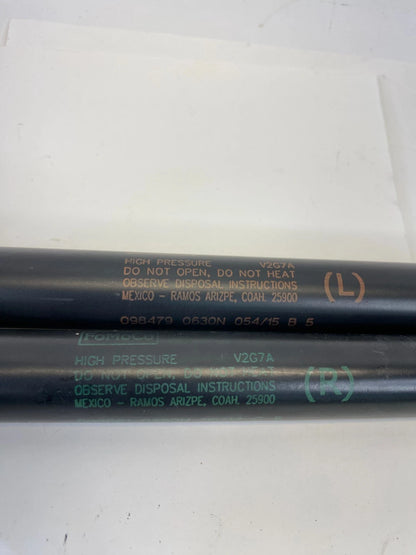 HIGH PRESSURE V2G7A
DO NOT OPEN, DO NOT HEAT
OBSERVE DISPOSAL INSTRUCTIONS
MEXICO - RAMOS ARIZPE, COAH. 25900
(L)
098479 0630N 054/15 B 5
FoMoCo
HIGH PRESSURE V2G7A
DO NOT OPEN, DO NOT HEAT
OBSERVE DISPOSAL INSTRUCTIONS
MEXICO - RAMOS ARIZPE, COAH. 25900
(R)